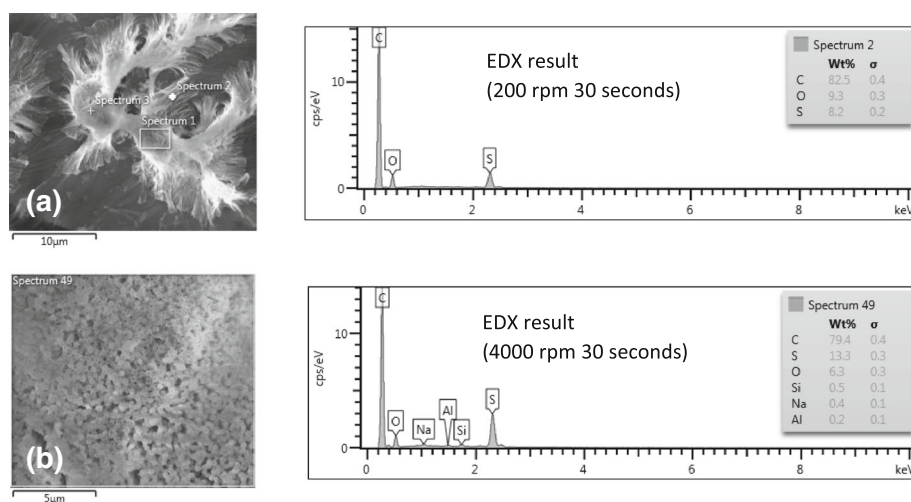 Spectrum 3
Spectrum 2
Spectrum 1
(a)
10µm
cps/eV
10
0
C
O
S
EDX result
(200 rpm 30 seconds)
0 2 4 6 8 keV
Spectrum 2
Wt% σ
C 82.5 0.4
O 9.3 0.3
S 8.2 0.2
Spectrum 49
(b)
5µm
cps/eV
10
0
C
O
Na
Al
Si
S
EDX result
(4000 rpm 30 seconds)
0 2 4 6 8 keV
Spectrum 49
Wt% σ
C 79.4 0.4
S 13.3 0.3
O 6.3 0.3
Si 0.5 0.1
Na 0.4 0.1
Al 0.2 0.1